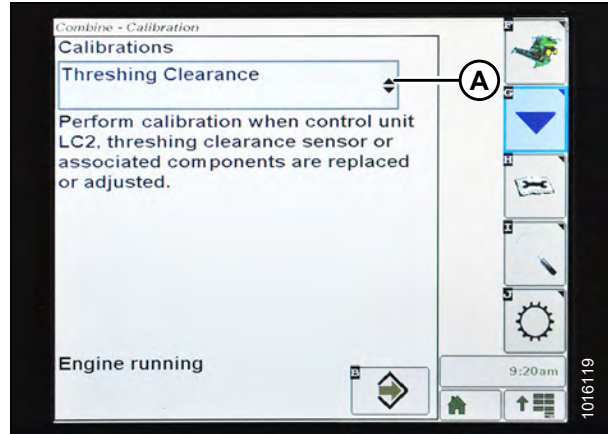 Combine - Calibration
Calibrations
Threshing Clearance
A
Perform calibration when control unit
LC2, threshing clearance sensor or
associated components are replaced
or adjusted.
Engine running
B
F
G
H
I
J
9:20am
1016119